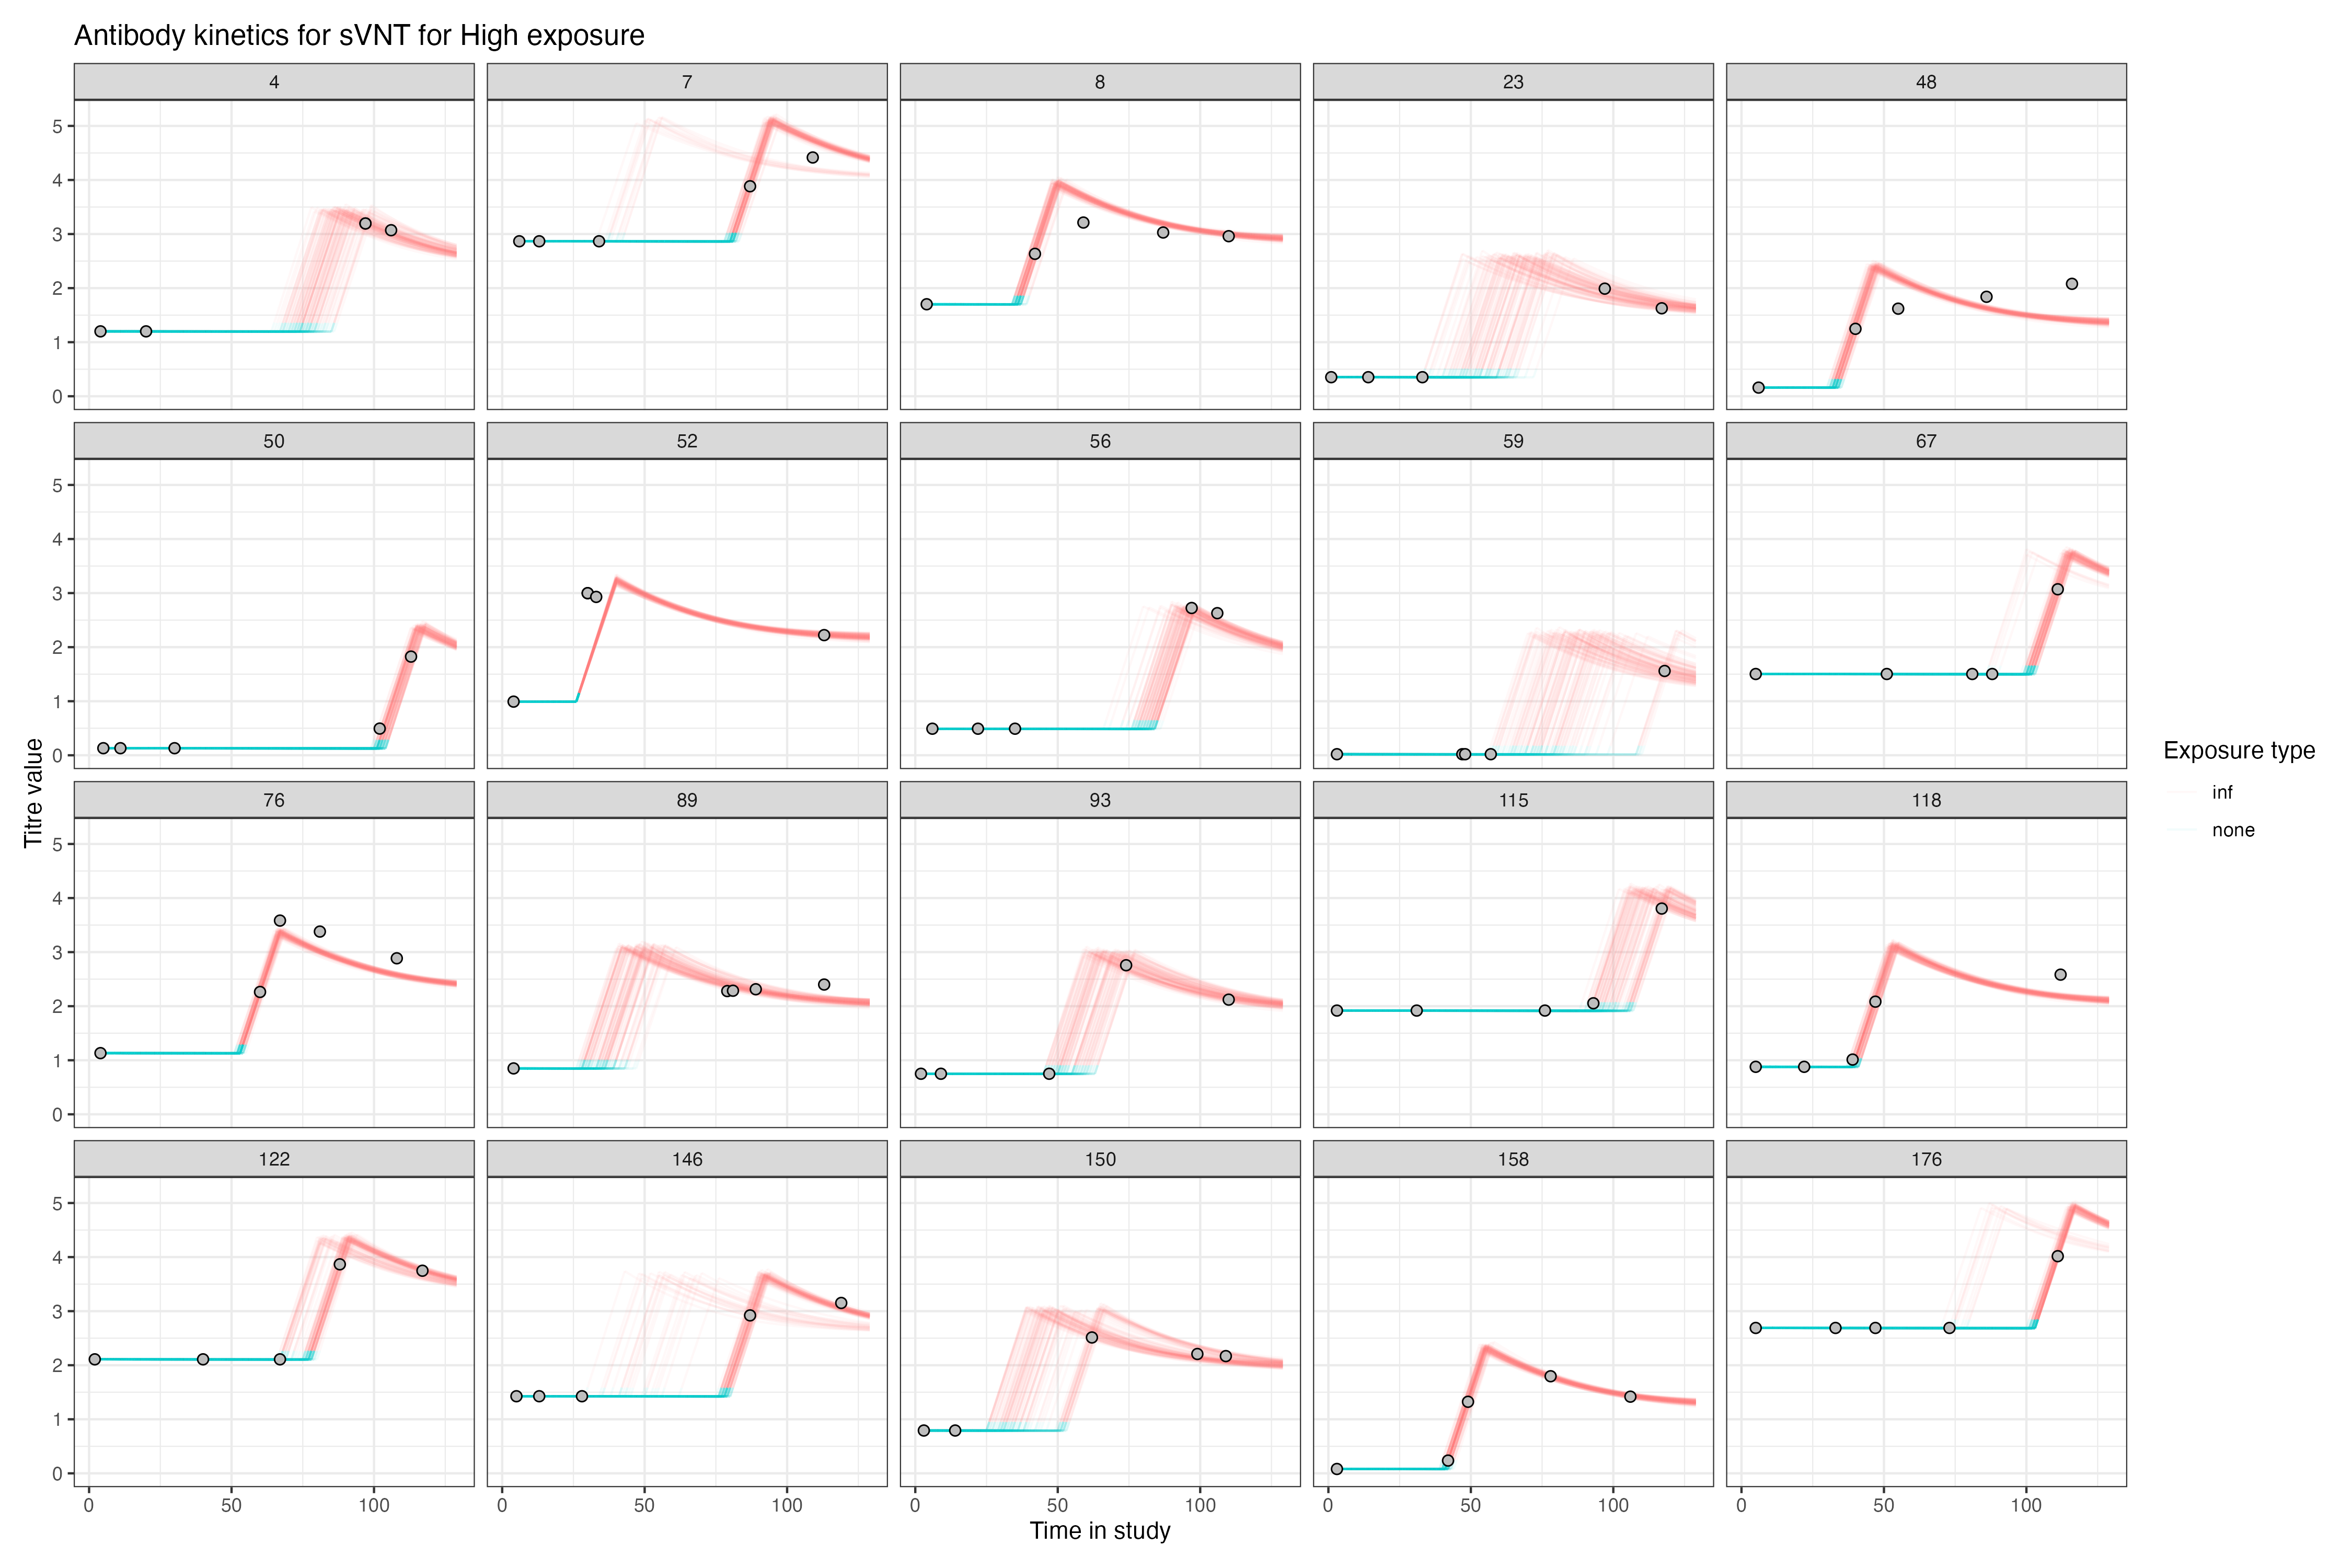 Antibody kinetics for sVNT for High exposure
4 7 8 23 48
5
4
3
2
1
0
50 52 56 59 67
5
4
3
2
1
0
76 89 93 115 118
5
4
3
2
1
0
122 146 150 158 176
5
4
3
2
1
0
0 50 100 0 50 100 0 50 100 0 50 100 0 50 100
Time in study
Titre value
Exposure type
inf
none